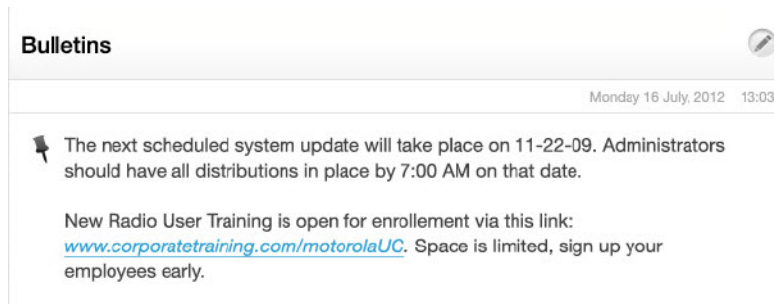 Bulletins
Monday 16 July, 2012 13:03
The next scheduled system update will take place on 11-22-09. Administrators
should have all distributions in place by 7:00 AM on that date.
New Radio User Training is open for enrollement via this link:
www.corporatetraining.com/motorolaUC. Space is limited, sign up your
employees early.